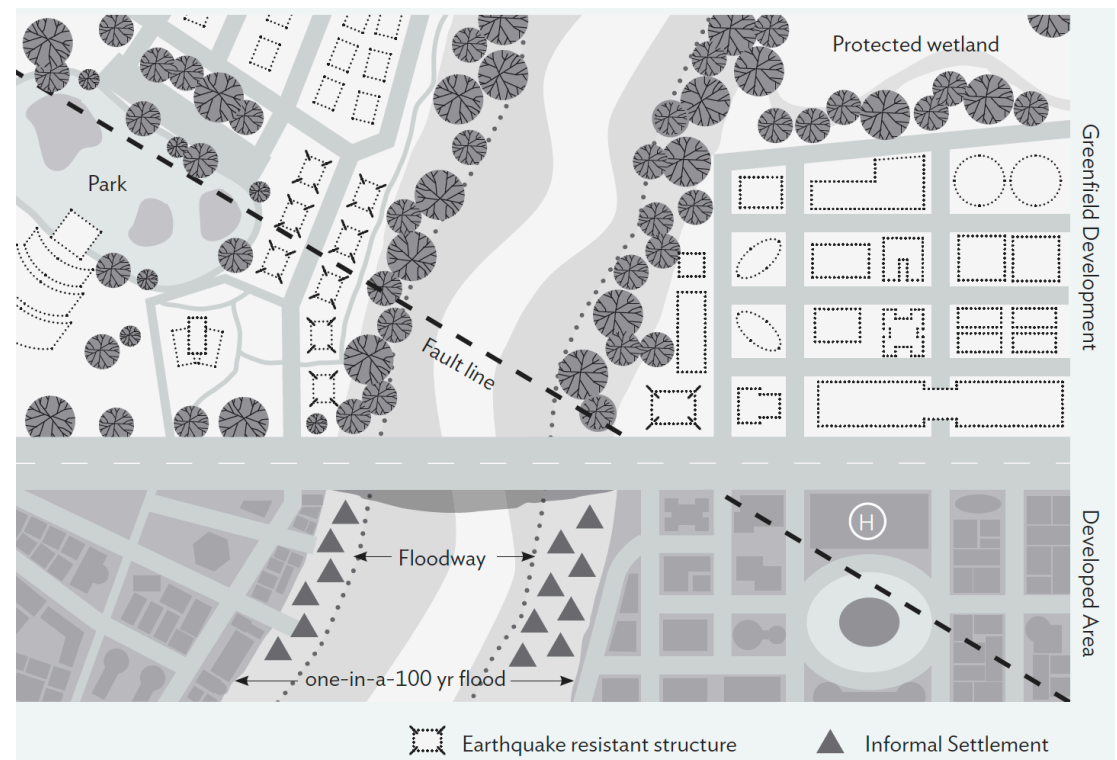 Protected wetland
Greenfield Development
Park
Fault line
H
Floodway
Developed Area
one-in-a-100 yr flood
Earthquake resistant structure
Informal Settlement